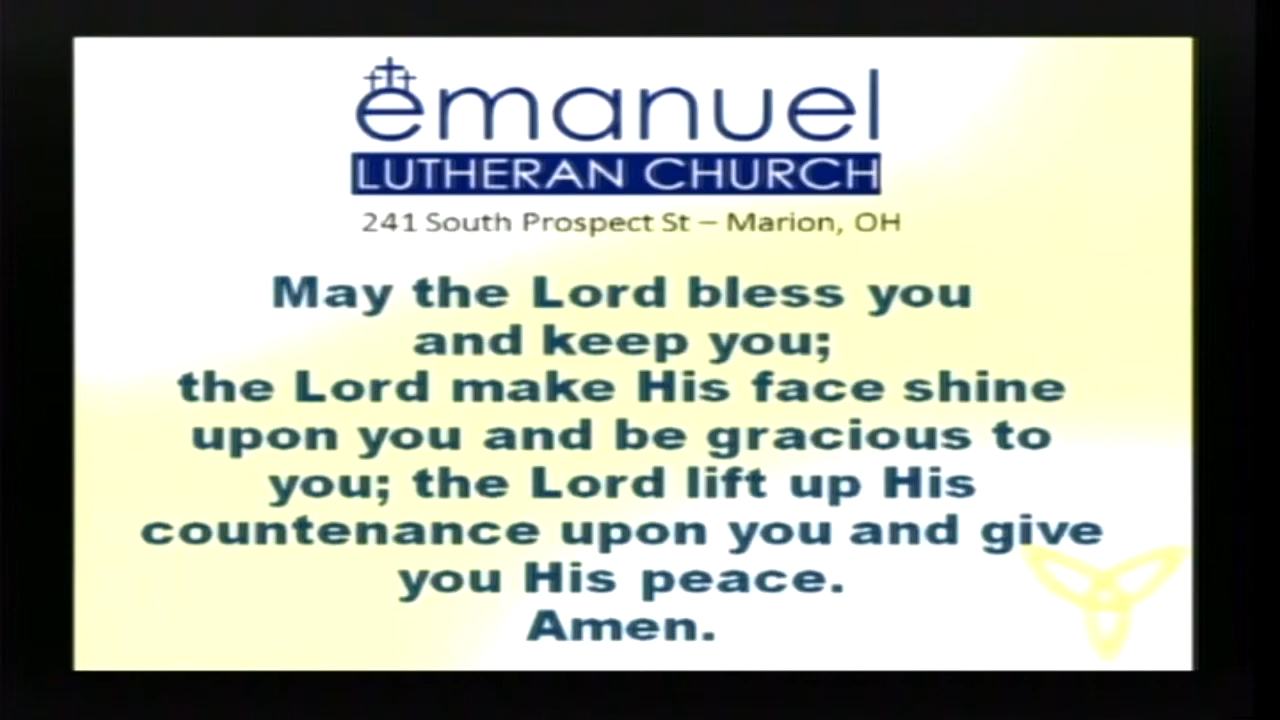 emanuel
LUTHERAN CHURCH
241 South Prospect St – Marion, OH
May the Lord bless you
and keep you;
the Lord make His face shine
upon you and be gracious to
you; the Lord lift up His
countenance upon you and give
you His peace.
Amen.